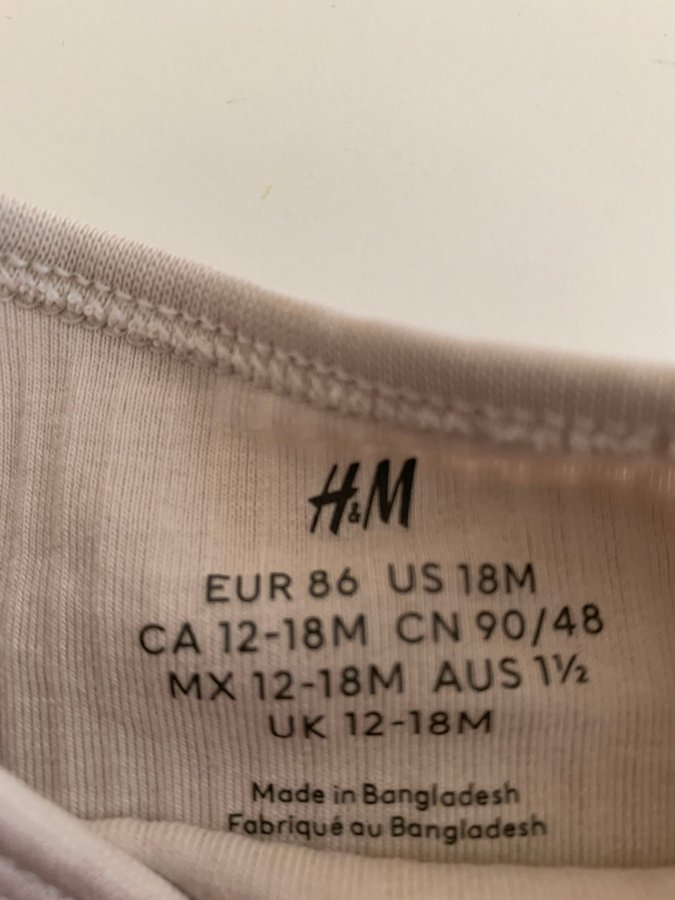 H&M
EUR 86 US 18M
CA 12-18M CN 90/48
MX 12-18M AUS 1½
UK 12-18M
Made in Bangladesh
Fabriqué au Bangladesh